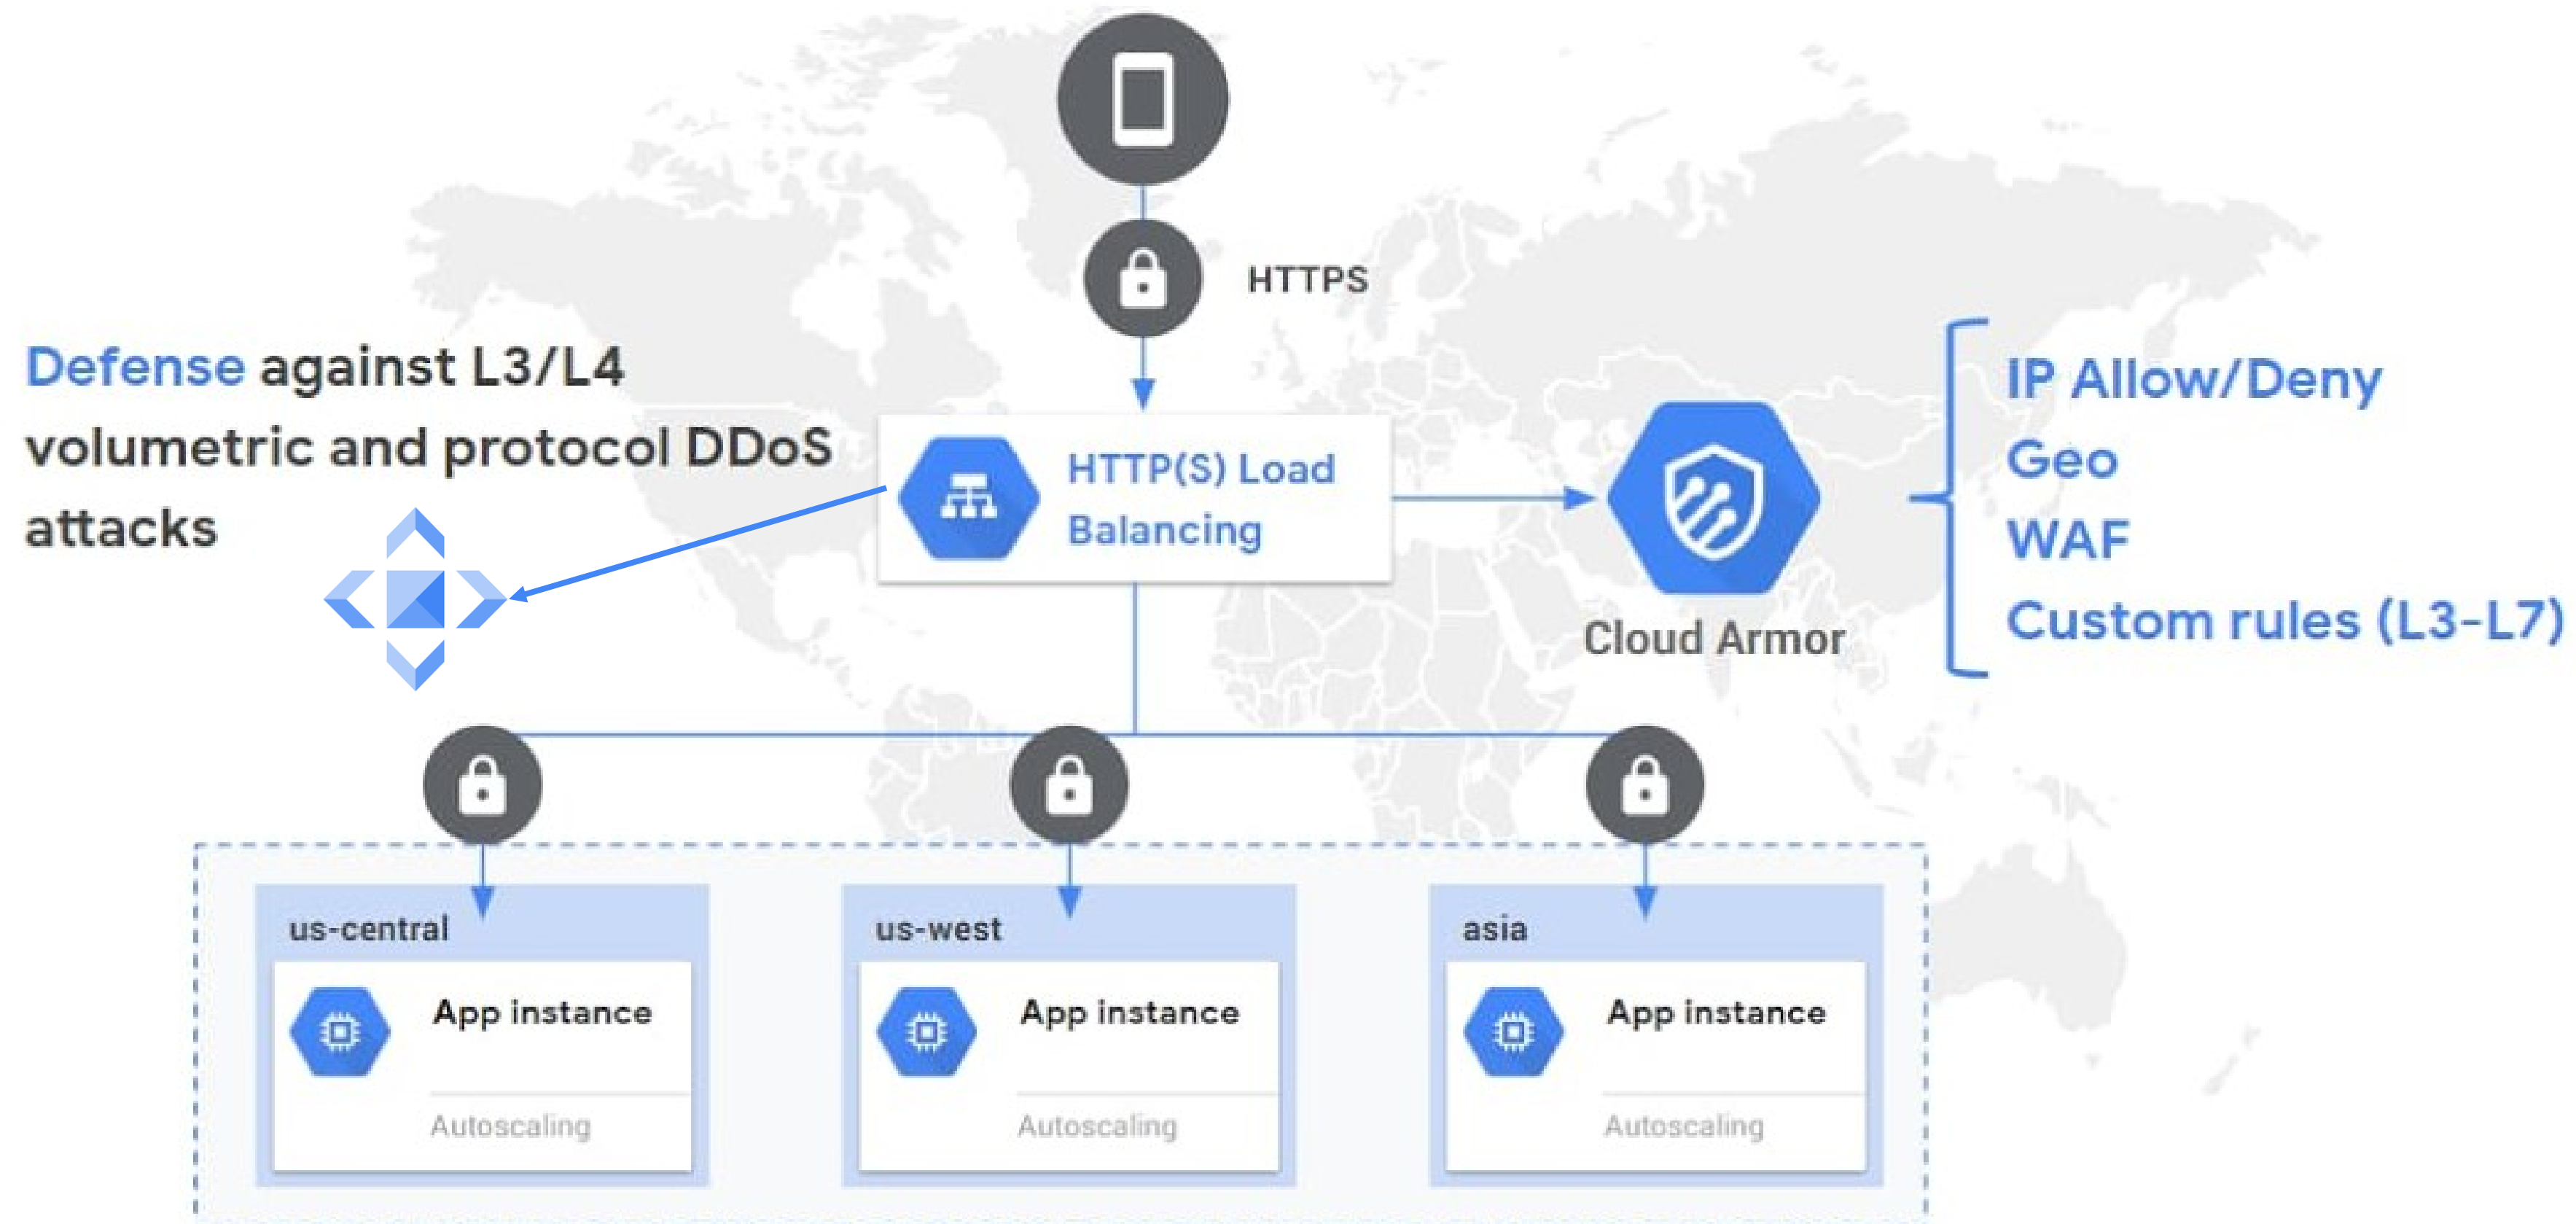 HTTPS
Defense against L3/L4
volumetric and protocol DDoS
attacks
HTTP(S) Load
Balancing
Cloud Armor
IP Allow/Deny
Geo
WAF
Custom rules (L3-L7)
us-central
App instance
Autoscaling
us-west
App instance
Autoscaling
asia
App instance
Autoscaling